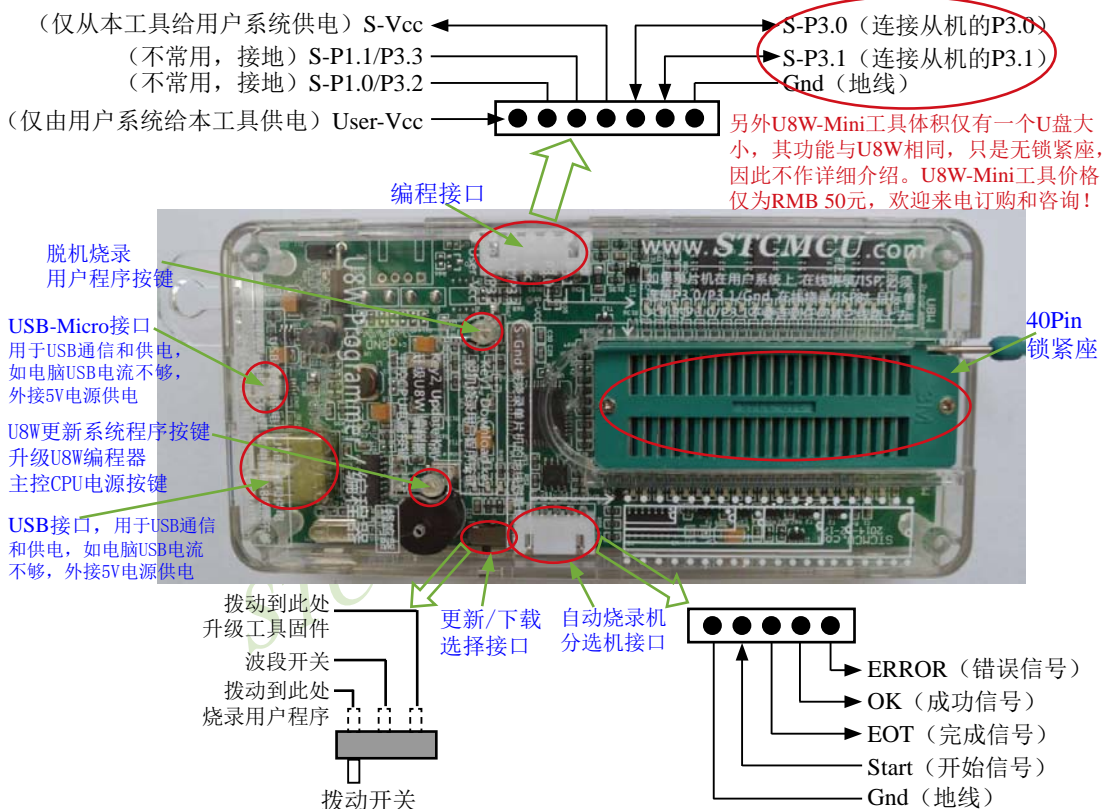 （仅从本工具给用户系统供电）S-Vcc
（不常用，接地）S-P1.1/P3.3
（不常用，接地）S-P1.0/P3.2
（仅由用户系统给本工具供电）User-Vcc
S-P3.0（连接从机的P3.0）
S-P3.1（连接从机的P3.1）
Gnd（地线）
另外U8W-Mini工具体积仅有一个U盘大
小，其功能与U8W相同，只是无锁紧座，
因此不作详细介绍。U8W-Mini工具价格
仅为RMB 50元，欢迎来电订购和咨询！
编程接口
脱机烧录
用户程序按键
USB-Micro接口
用于USB通信和供电，
如电脑USB电流不够，
外接5V电源供电
U8W更新系统程序按键
升级U8W编程器
主控CPU电源按键
USB接口，用于USB通信
和供电，如电脑USB电流
不够，外接5V电源供电
www.STCMCU.com
U8W Programmer/编程器
40Pin
锁紧座
拨动到此处
升级工具固件
波段开关
拨动到此处
烧录用户程序
拨动开关
更新/下载
选择接口
自动烧录机
分选机接口
ERROR（错误信号）
OK（成功信号）
EOT（完成信号）
Start（开始信号）
Gnd（地线）